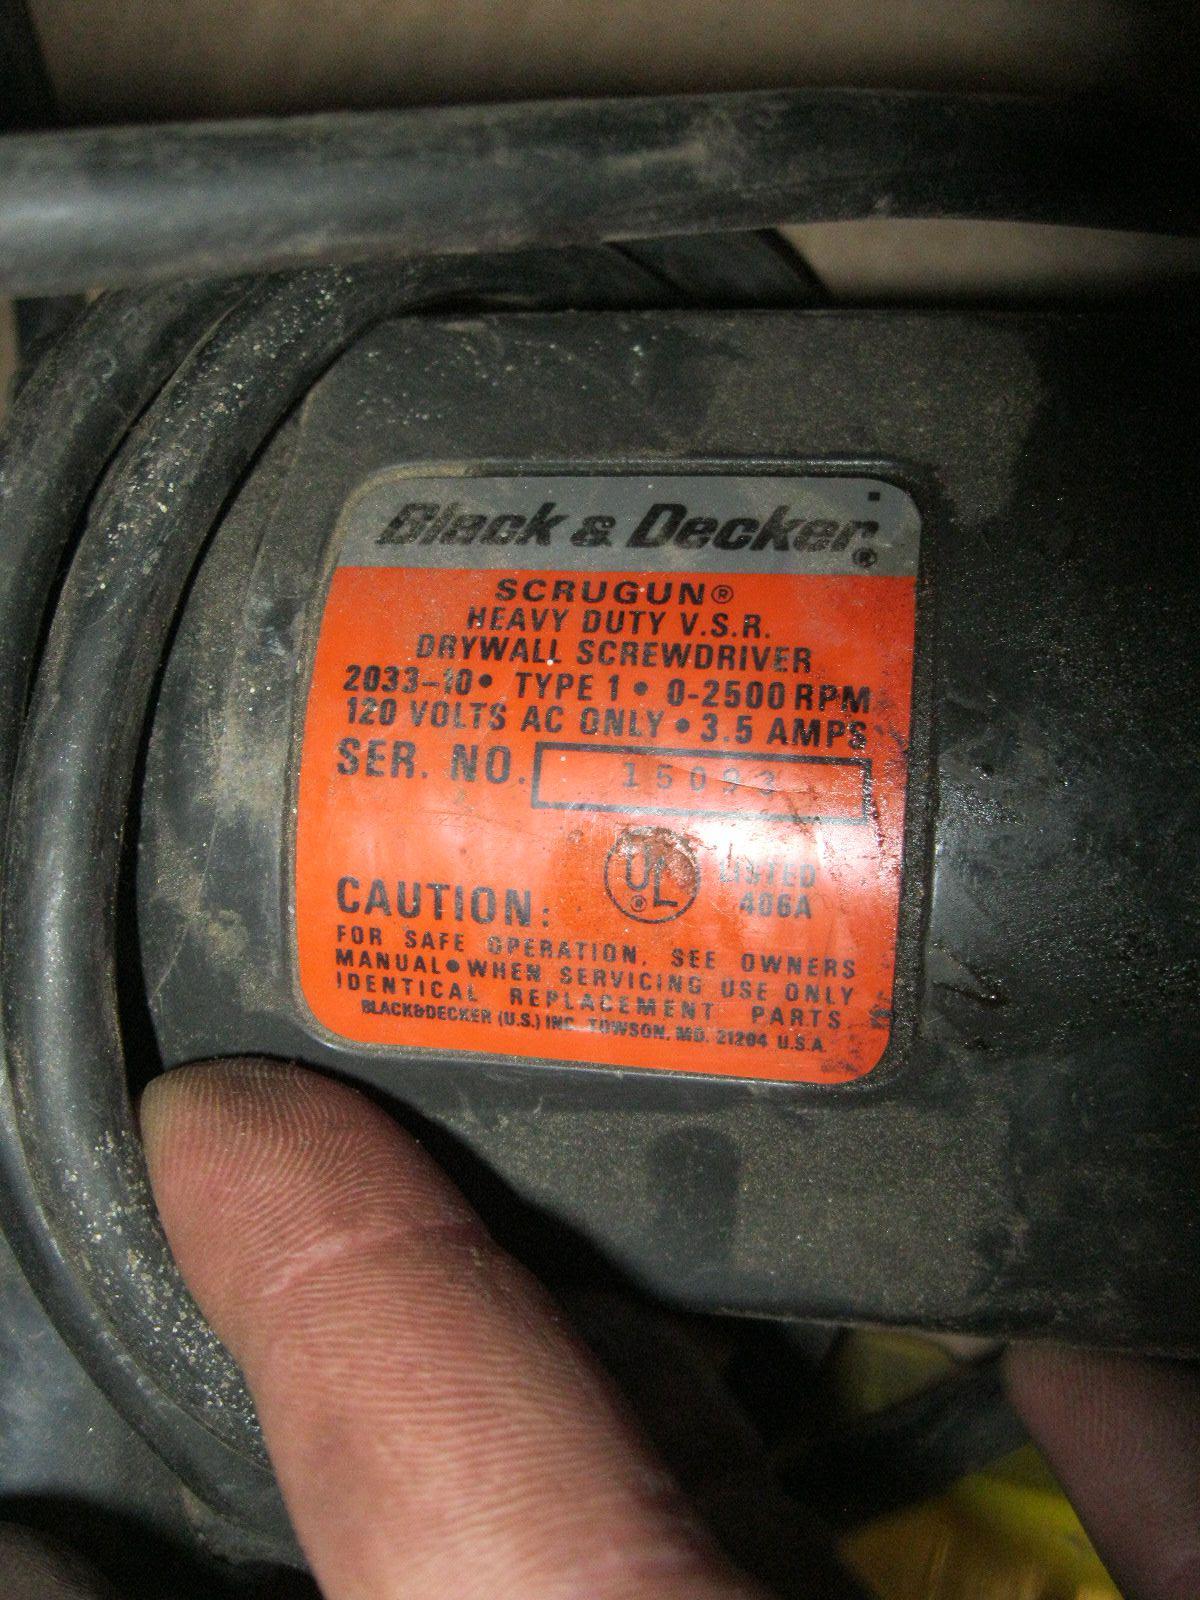 Black & Decker®
SCRUGUN®
HEAVY DUTY V.S.R.
DRYWALL SCREWDRIVER
2033-10• TYPE 1 • 0-2500 RPM
120 VOLTS AC ONLY • 3.5 AMPS
SER. NO. 15093
UL® LISTED
406A
CAUTION:
FOR SAFE OPERATION, SEE OWNERS
MANUAL•WHEN SERVICING USE ONLY
IDENTICAL REPLACEMENT PARTS
BLACK&DECKER (U.S.) INC. TOWSON, MD. 21204 U.S.A.